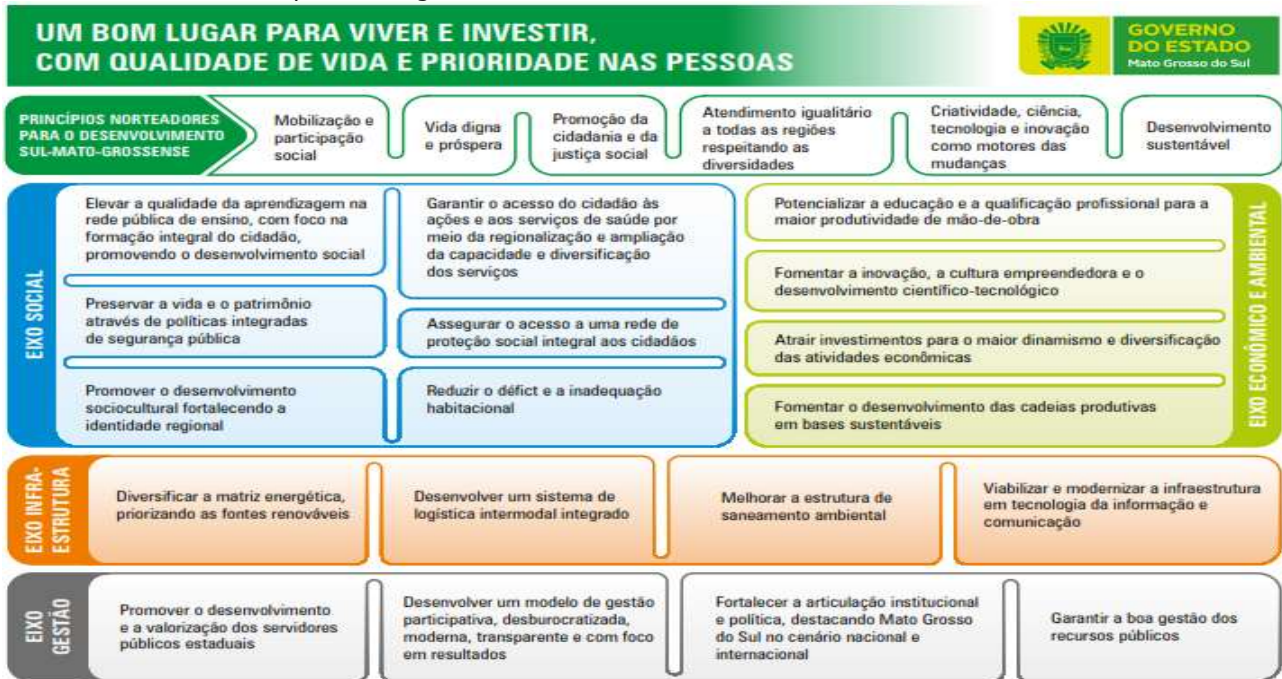 UM BOM LUGAR PARA VIVER E INVESTIR,
COM QUALIDADE DE VIDA E PRIORIDADE NAS PESSOAS
GOVERNO
DO ESTADO
Mato Grosso do Sul
PRINCÍPIOS NORTEADORES
PARA O DESENVOLVIMENTO
SUL-MATO-GROSSENSE
Mobilização e
participação
social
Vida digna
e próspera
Promoção da
cidadania e da
justiça social
Atendimento igualitário
a todas as regiões
respeitando as
diversidades
Criatividade, ciência,
tecnologia e inovação
como motores das
mudanças
Desenvolvimento
sustentável
EIXO SOCIAL
Elevar a qualidade da aprendizagem na
rede pública de ensino, com foco na
formação integral do cidadão,
promovendo o desenvolvimento social
Preservar a vida e o patrimônio
através de políticas integradas
de segurança pública
Promover o desenvolvimento
sociocultural fortalecendo a
identidade regional
Garantir o acesso do cidadão às
ações e aos serviços de saúde por
meio da regionalização e ampliação
da capacidade e diversificação
dos serviços
Assegurar o acesso a uma rede de
proteção social integral aos cidadãos
Reduzir o défict e a inadequação
habitacional
Potencializar a educação e a qualificação profissional para a
maior produtividade de mão-de-obra
Fomentar a inovação, a cultura empreendedora e o
desenvolvimento científico-tecnológico
Atrair investimentos para o maior dinamismo e diversificação
das atividades econômicas
Fomentar o desenvolvimento das cadeias produtivas
em bases sustentáveis
EIXO ECONÔMICO E AMBIENTAL
EIXO INFRA-
ESTRUTURA
Diversificar a matriz energética,
priorizando as fontes renováveis
Desenvolver um sistema de
logística intermodal integrado
Melhorar a estrutura de
saneamento ambiental
Viabilizar e modernizar a infraestrutura
em tecnologia da informação e
comunicação
EIXO
GESTÃO
Promover o desenvolvimento
e a valorização dos servidores
públicos estaduais
Desenvolver um modelo de gestão
participativa, desburocratizada,
moderna, transparente e com foco
em resultados
Fortalecer a articulação institucional
e política, destacando Mato Grosso
do Sul no cenário nacional e
internacional
Garantir a boa gestão dos
recursos públicos